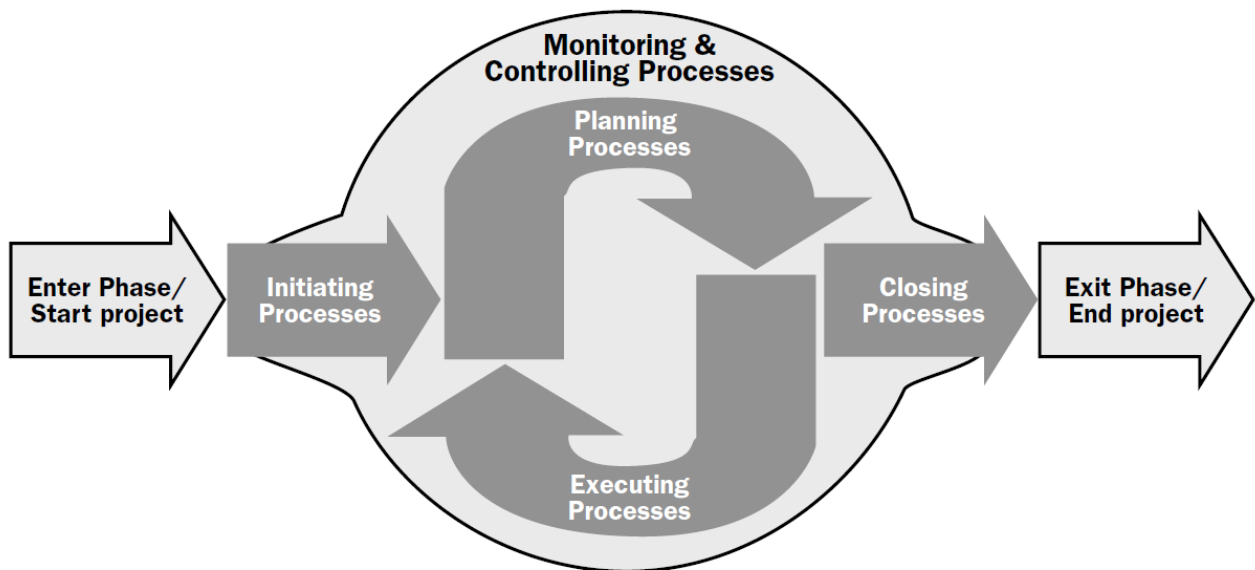 Monitoring &
Controlling Processes
Planning
Processes
Enter Phase/
Start project
Initiating
Processes
Closing
Processes
Exit Phase/
End project
Executing
Processes